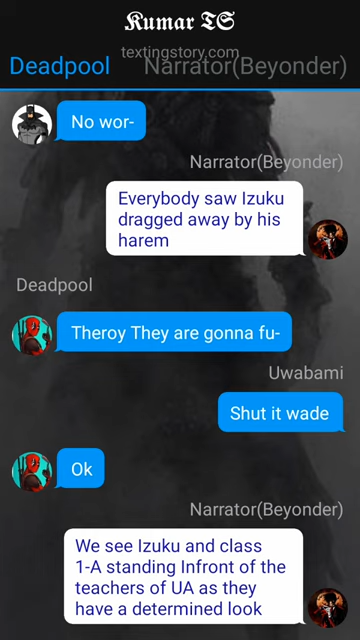 Kumar TS
textingstory.com
Deadpool Narrator(Beyonder)
No wor-
Narrator(Beyonder)
Everybody saw Izuku
dragged away by his
harem
Deadpool
Theroy They are gonna fu-
Uwabami
Shut it wade
Ok
Narrator(Beyonder)
We see Izuku and class
1-A standing Infront of the
teachers of UA as they
have a determined look